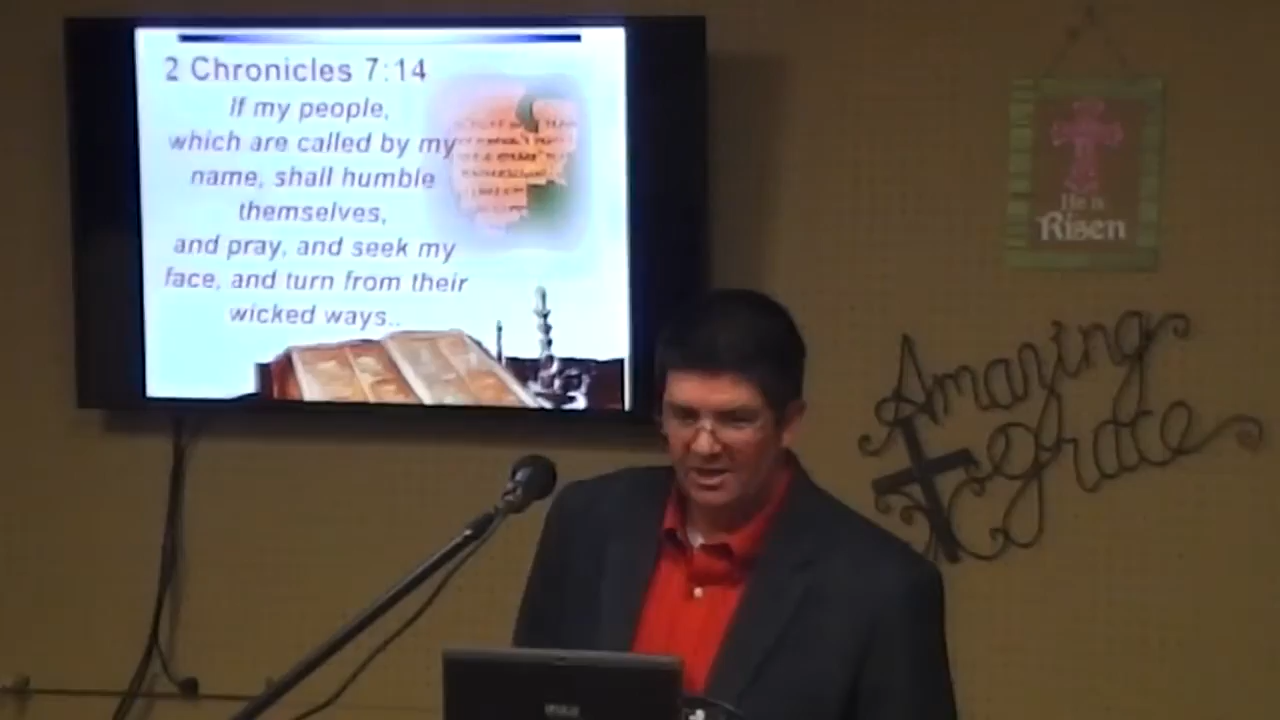 2 Chronicles 7:14
If my people,
which are called by my
name, shall humble
themselves,
and pray, and seek my
face, and turn from their
wicked ways..
He is
Risen
Amazing
Grace